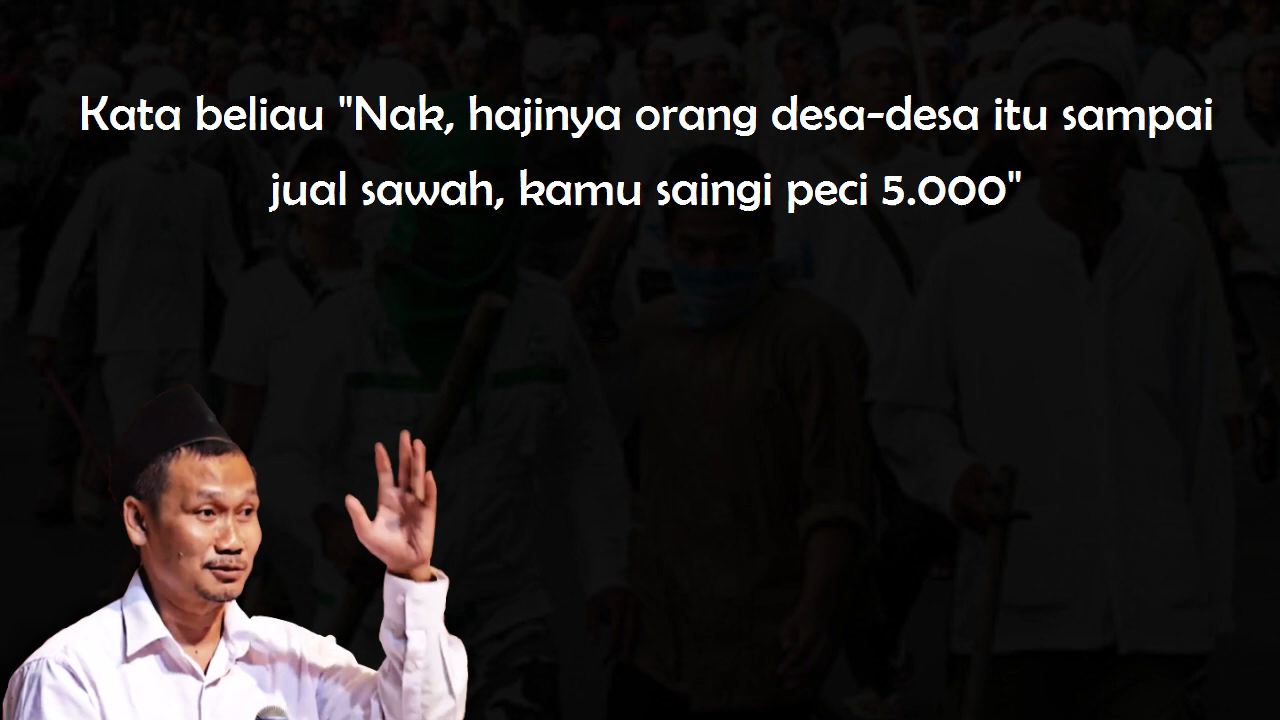 Kata beliau "Nak, hajinya orang desa-desa itu sampai
jual sawah, kamu saingi peci 5.000"